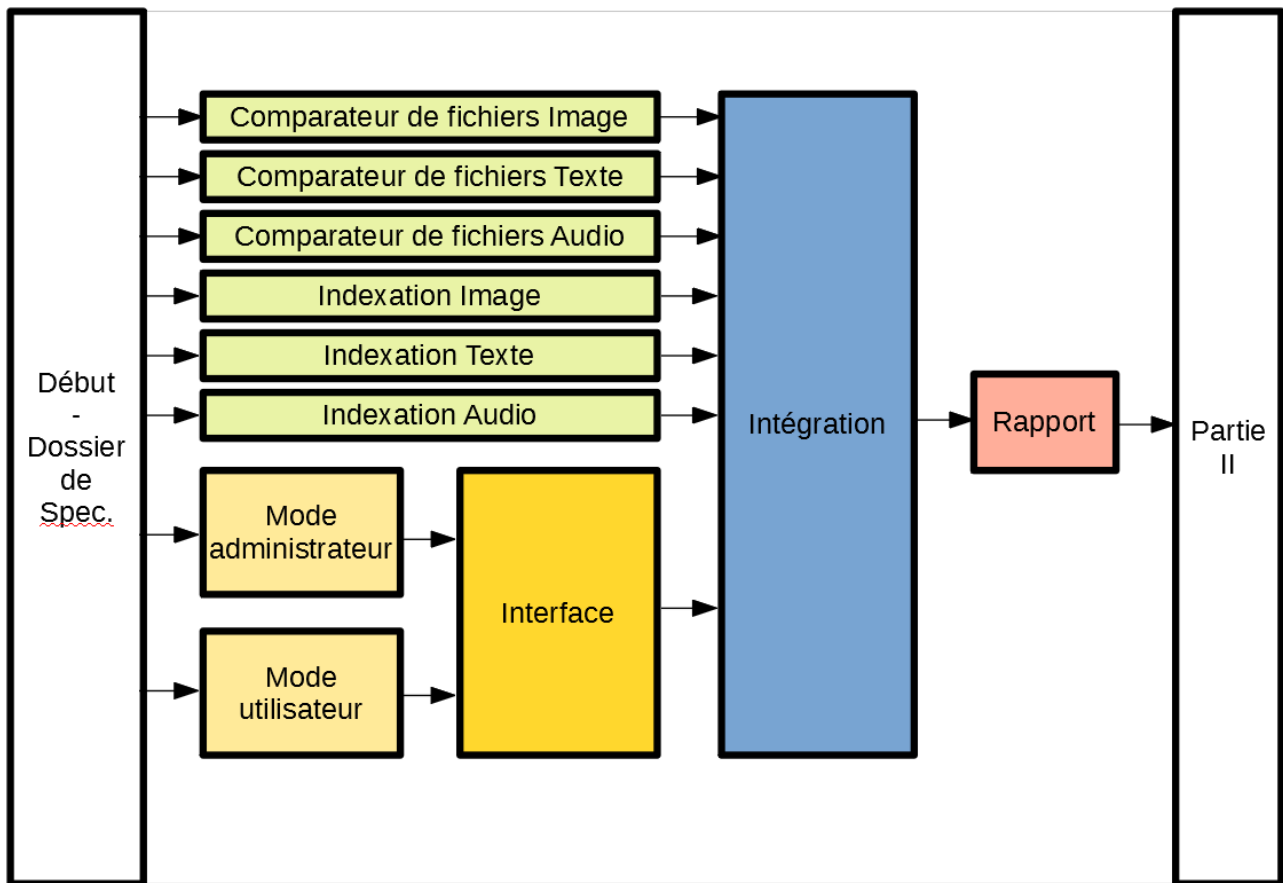 Comparateur de fichiers Image
Comparateur de fichiers Texte
Comparateur de fichiers Audio
Indexation Image
Indexation Texte
Indexation Audio
Début
-
Dossier
de
Spec.
Mode
administrateur
Mode
utilisateur
Interface
Intégration
Rapport
Partie
II